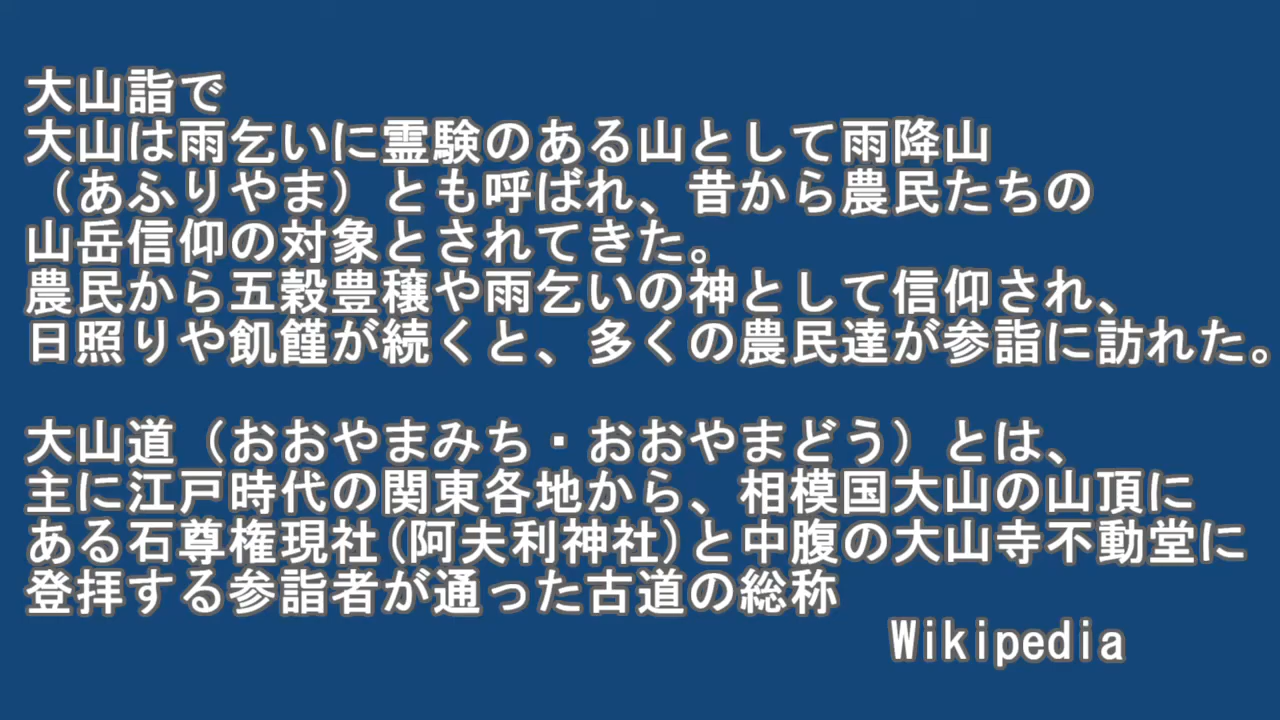 大山詣で
大山は雨乞いに霊験のある山として雨降山
（あふりやま）とも呼ばれ、昔から農民たちの
山岳信仰の対象とされてきた。
農民から五穀豊穣や雨乞いの神として信仰され、
日照りや飢饉が続くと、多くの農民達が参詣に訪れた。
大山道（おおやまみち・おおやまどう）とは、
主に江戸時代の関東各地から、相模国大山の山頂に
ある石尊権現社(阿夫利神社)と中腹の大山寺不動堂に
登拝する参詣者が通った古道の総称
Wikipedia